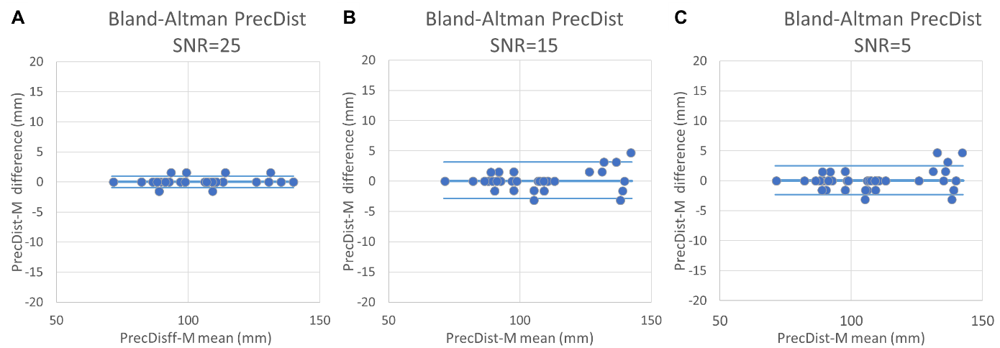 A
Bland-Altman PrecDist
SNR=25
20
15
10
5
0
-5
-10
-15
-20
50
100
150
PrecDist-M difference (mm)
PrecDisff-M mean (mm)
B
Bland-Altman PrecDist
SNR=15
20
15
10
5
0
-5
-10
-15
-20
50
100
150
PrecDist-M difference (mm)
PrecDist-M mean (mm)
C
Bland-Altman PrecDist
SNR=5
20
15
10
5
0
-5
-10
-15
-20
50
100
150
PrecDist-M difference (mm)
PrecDist-M mean (mm)